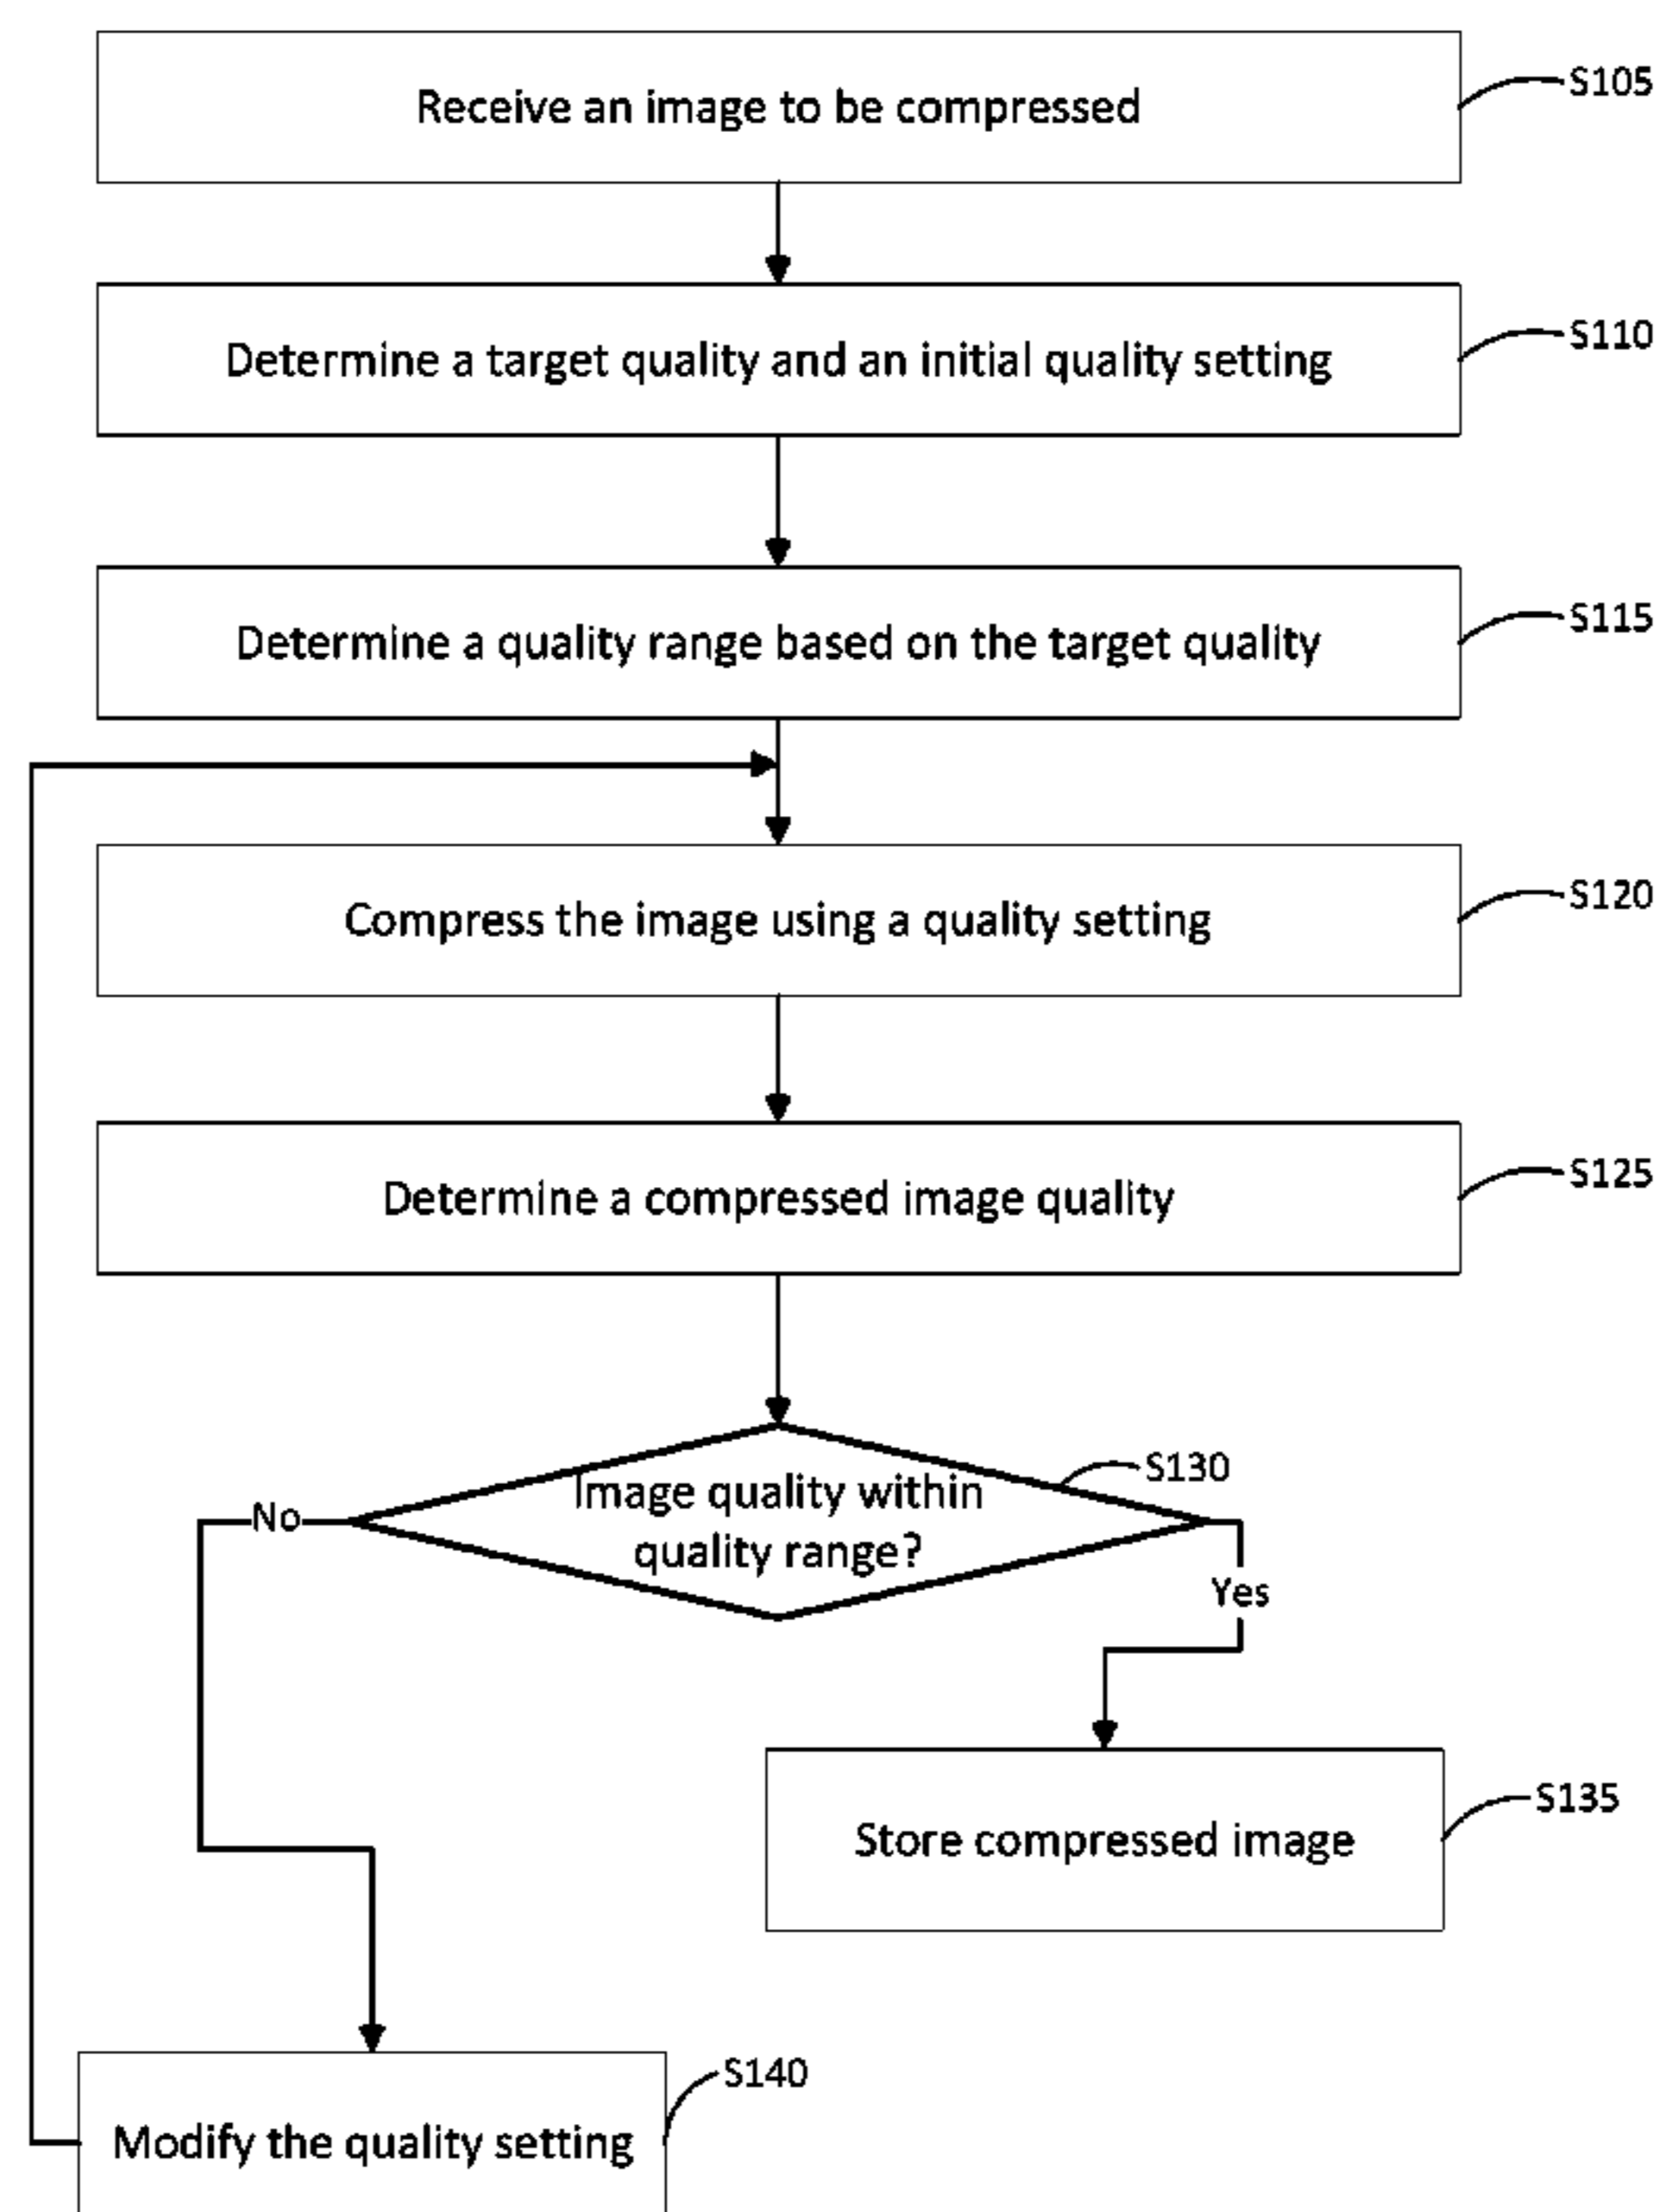 Receive an image to be compressed
S105
Determine a target quality and an initial quality setting
S110
Determine a quality range based on the target quality
S115
Compress the image using a quality setting
S120
Determine a compressed image quality
S125
Image quality within
quality range?
S130
No
Yes
Store compressed image
S135
Modify the quality setting
S140